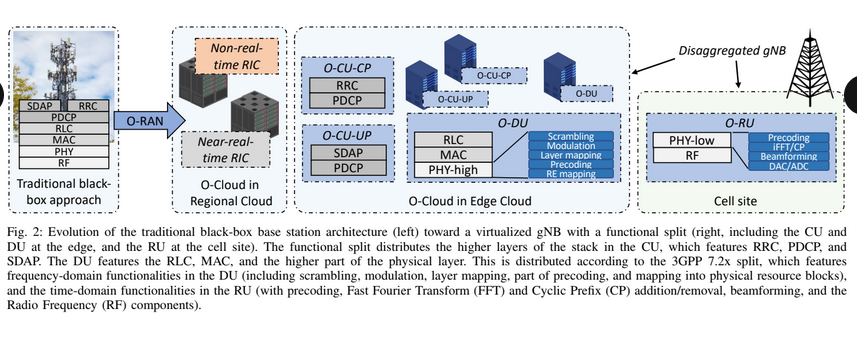 SDAP RRC
PDCP
RLC
MAC
PHY
RF
Traditional black-
box approach
O-RAN
Non-real-
time RIC
Near-real-
time RIC
O-Cloud in
Regional Cloud
O-CU-CP
RRC
PDCP
O-CU-UP
SDAP
PDCP
O-CU-CP
O-CU-UP
O-DU
O-DU
RLC
MAC
PHY-high
Scrambling
Modulation
Layer mapping
Precoding
RE mapping
O-Cloud in Edge Cloud
Disaggregated gNB
O-RU
PHY-low
RF
Precoding
iFFT/CP
Beamforming
DAC/ADC
Cell site
Fig. 2: Evolution of the traditional black-box base station architecture (left) toward a virtualized gNB with a functional split (right, including the CU and
DU at the edge, and the RU at the cell site). The functional split distributes the higher layers of the stack in the CU, which features RRC, PDCP, and
SDAP. The DU features the RLC, MAC, and the higher part of the physical layer. This is distributed according to the 3GPP 7.2x split, which features
frequency-domain functionalities in the DU (including scrambling, modulation, layer mapping, part of precoding, and mapping into physical resource blocks),
and the time-domain functionalities in the RU (with precoding, Fast Fourier Transform (FFT) and Cyclic Prefix (CP) addition/removal, beamforming, and the
Radio Frequency (RF) components).